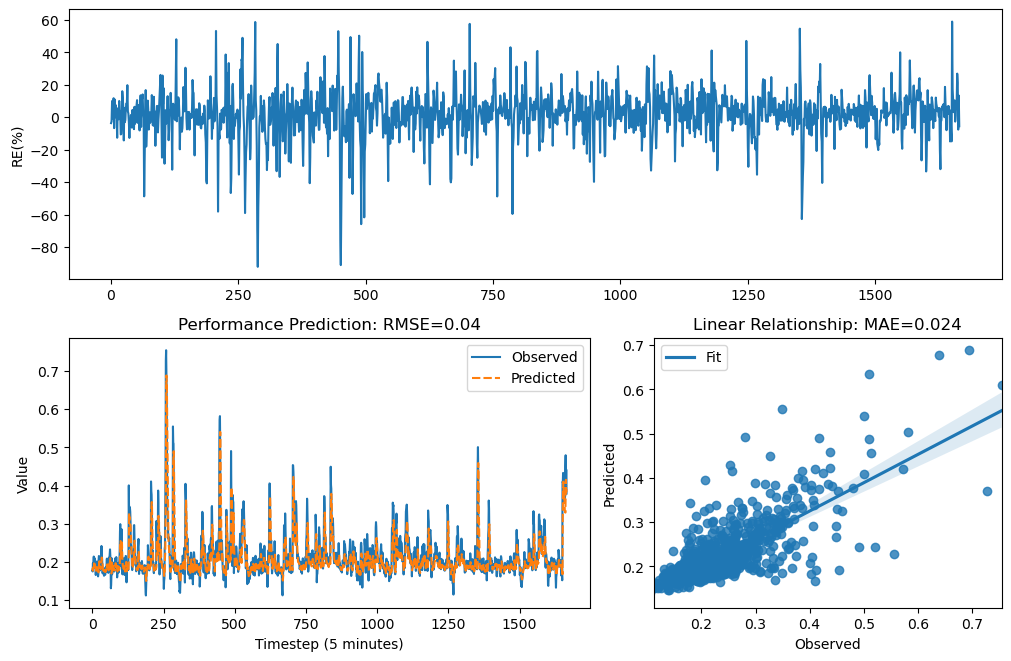 60
40
20
0
−20
−40
−60
−80
RE(%)
0 250 500 750 1000 1250 1500
Performance Prediction: RMSE=0.04
Observed
Predicted
0.7
0.6
0.5
0.4
0.3
0.2
0.1
Value
0 250 500 750 1000 1250 1500
Timestep (5 minutes)
Linear Relationship: MAE=0.024
Fit
0.7
0.6
0.5
0.4
0.3
0.2
Predicted
0.2 0.3 0.4 0.5 0.6 0.7
Observed